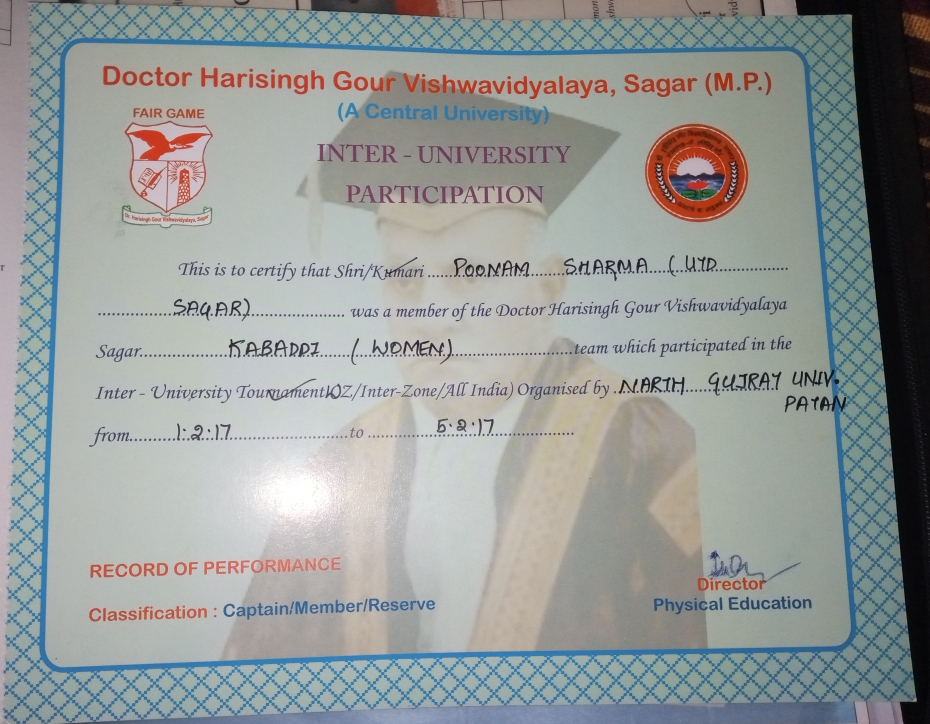 Doctor Harisingh Gour Vishwavidyalaya, Sagar (M.P.)
(A Central University)
FAIR GAME
INTER - UNIVERSITY
PARTICIPATION
Dr. Harisingh Gour Vishwavidyalaya, Sagar
This is to certify that Shri/Kumari ..... POONAM ..... SHARMA (UTD ..................
................ SAGAR) ..................... was a member of the Doctor Harisingh Gour Vishwavidyalaya
Sagar ................ KABADDI ..... (WOMEN) ........................ team which participated in the
Inter - University Tournament WZ/Inter-Zone/All India) Organised by . NARTH ..... GUJRAY UNIV.
PATAN
from ......... 1.2.17 ........................ to ............... 5.2.17 .................
RECORD OF PERFORMANCE
Classification : Captain/Member/Reserve
Director
Physical Education